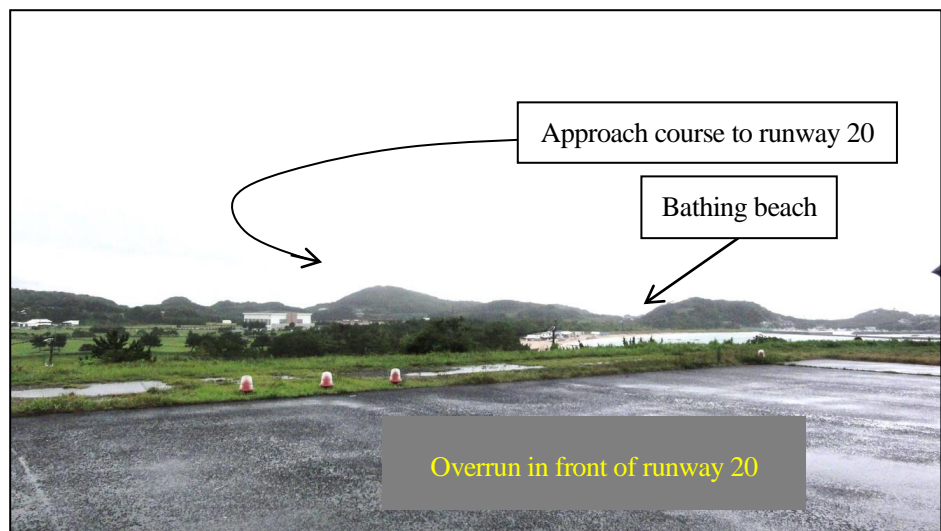 Approach course to runway 20
Bathing beach
Overrun in front of runway 20